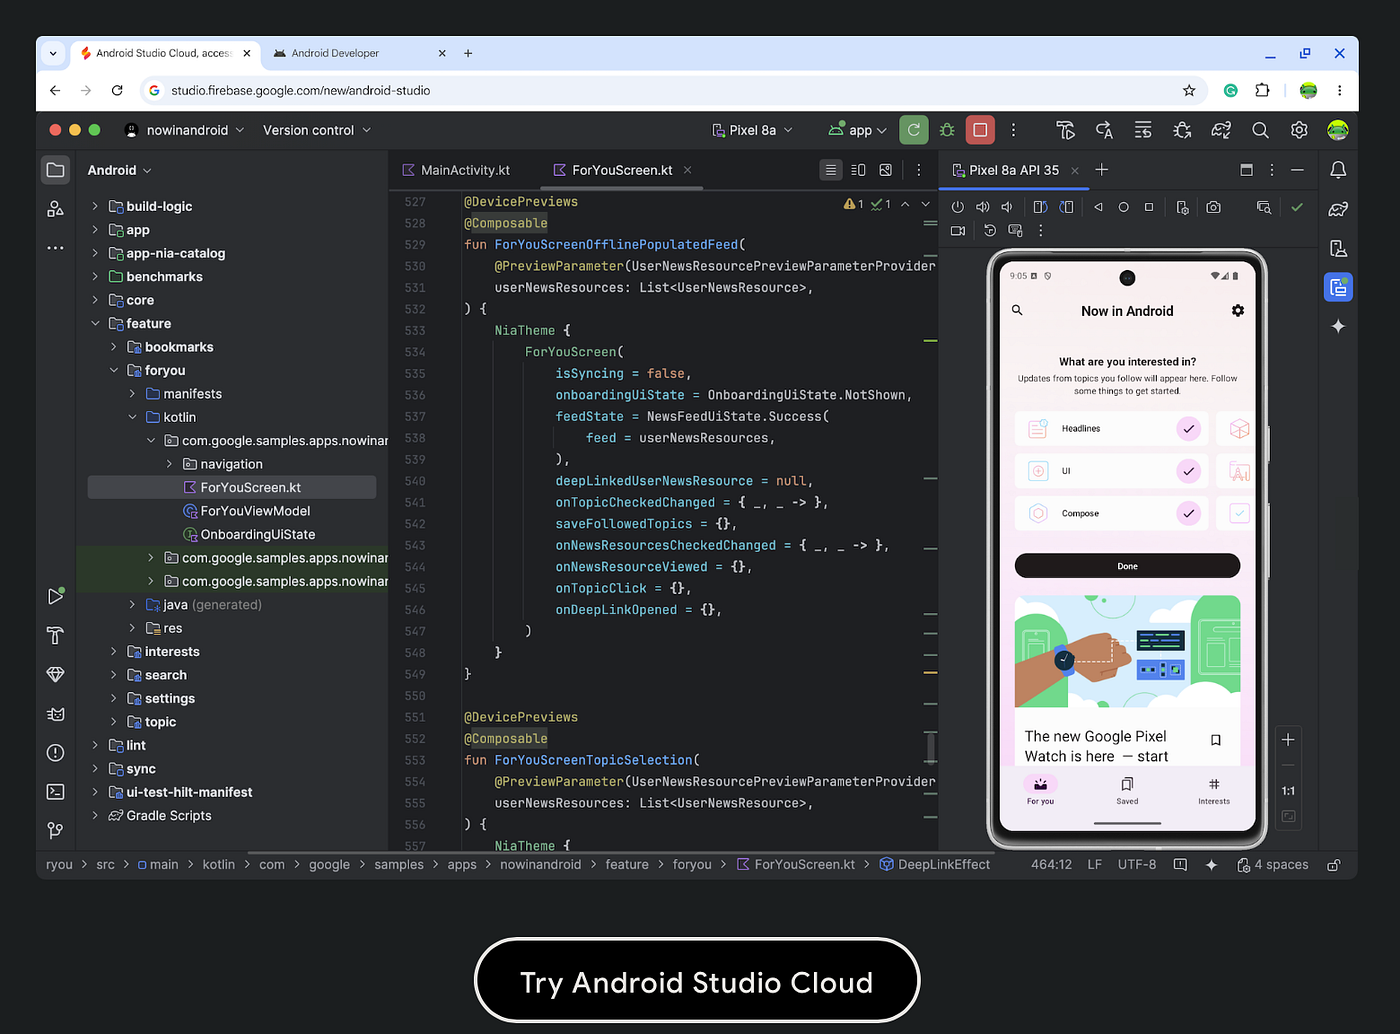 Android Studio Cloud, acces
Android Developer
studio.firebase.google.com/new/android-studio
nowinandroid
Version control
Pixel 8a
app
Android
build-logic
app
app-nia-catalog
benchmarks
core
feature
bookmarks
foryou
manifests
kotlin
com.google.samples.apps.nowinar
navigation
ForYouScreen.kt
ForYouViewModel
OnboardingUiState
com.google.samples.apps.nowinar
com.google.samples.apps.nowinar
java (generated)
res
interests
search
settings
topic
lint
sync
ui-test-hilt-manifest
Gradle Scripts
MainActivity.kt
ForYouScreen.kt
1 1
527 @DevicePreviews
528 @Composable
529 fun ForYouScreenOfflinePopulatedFeed(
530 @PreviewParameter(UserNewsResourcePreviewParameterProvider
531 userNewsResources: List<UserNewsResource>,
532 ) {
533 NiaTheme {
534 ForYouScreen(
535 isSyncing = false,
536 onboardingUiState = OnboardingUiState.NotShown,
537 feedState = NewsFeedUiState.Success(
538 feed = userNewsResources,
539 ),
540 deepLinkedUserNewsResource = null,
541 onTopicCheckedChanged = { _, _ -> },
542 saveFollowedTopics = {},
543 onNewsResourcesCheckedChanged = { _, _ -> },
544 onNewsResourceViewed = {},
545 onTopicClick = {},
546 onDeepLinkOpened = {},
547 )
548 }
549 }
550
551 @DevicePreviews
552 @Composable
553 fun ForYouScreenTopicSelection(
554 @PreviewParameter(UserNewsResourcePreviewParameterProvider
555 userNewsResources: List<UserNewsResource>,
556 ) {
557 NiaTheme {
Pixel 8a API 35
9:05
Now in Android
What are you interested in?
Updates from topics you follow will appear here. Follow
some things to get started.
Headlines
UI
Compose
Done
The new Google Pixel
Watch is here — start
For you
Saved
Interests
1:1
ryou > src > main > kotlin > com > google > samples > apps > nowinandroid > feature > foryou > ForYouScreen.kt > DeepLinkEffect
464:12 LF UTF-8 4 spaces
Try Android Studio Cloud